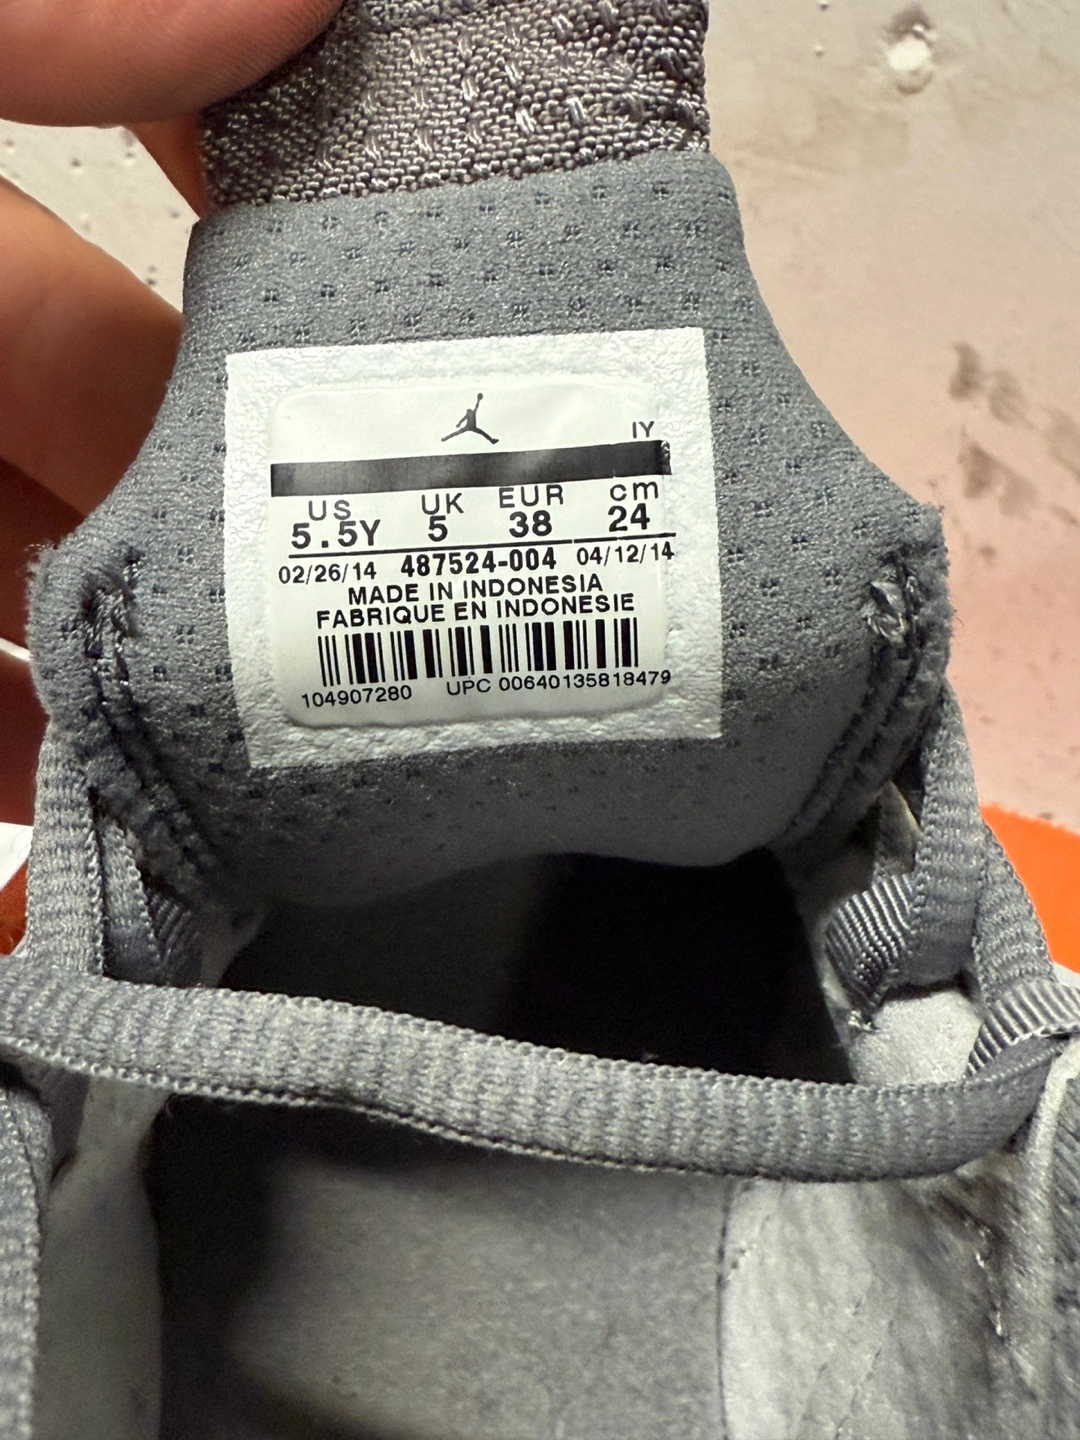 IY
US UK EUR cm
5.5Y 5 38 24
02/26/14 487524-004 04/12/14
MADE IN INDONESIA
FABRIQUE EN INDONESIE
104907280 UPC 00640135818479